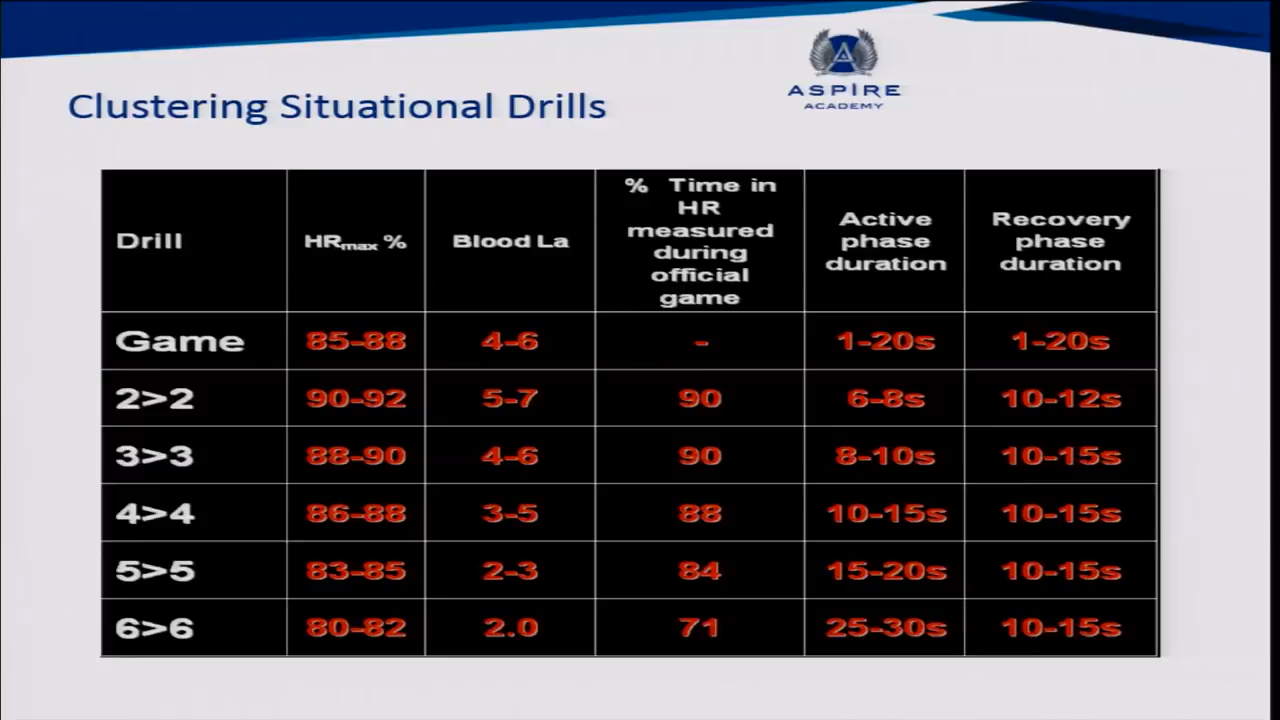 ASPIRE
ACADEMY
Clustering Situational Drills
Drill
HRmax %
Blood La
% Time in
HR
measured
during
official
game
Active
phase
duration
Recovery
phase
duration
Game 85-88 4-6 - 1-20s 1-20s
2>2 90-92 5-7 90 6-8s 10-12s
3>3 88-90 4-6 90 8-10s 10-15s
4>4 86-88 3-5 88 10-15s 10-15s
5>5 83-85 2-3 84 15-20s 10-15s
6>6 80-82 2.0 71 25-30s 10-15s